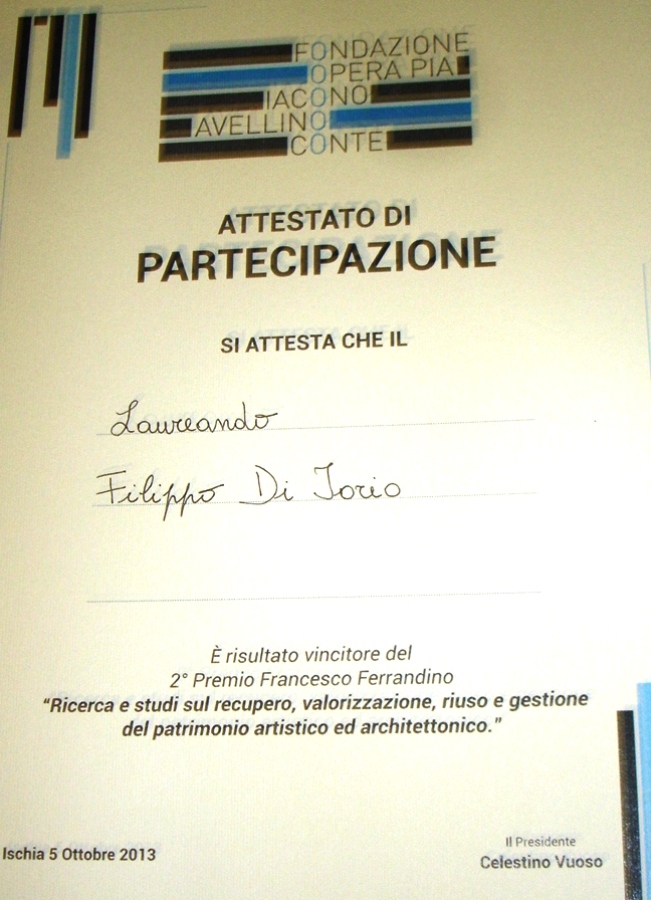 FONDAZIONE
OPERA PIA
IACONO
AVELLINO
CONTE
ATTESTATO DI
PARTECIPAZIONE
SI ATTESTA CHE IL
Laureando
Filippo Di Iorio
È risultato vincitore del
2° Premio Francesco Ferrandino
“Ricerca e studi sul recupero, valorizzazione, riuso e gestione
del patrimonio artistico ed architettonico."
Il Presidente
Ischia 5 Ottobre 2013
Celestino Vuoso